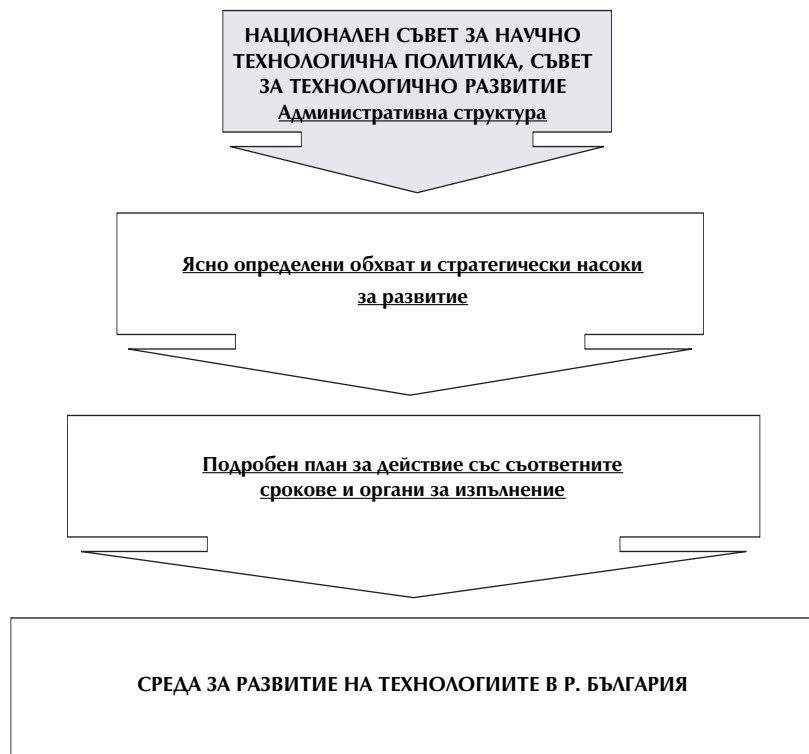 НАЦИОНАЛЕН СЪВЕТ ЗА НАУЧНО
ТЕХНОЛОГИЧНА ПОЛИТИКА, СЪВЕТ
ЗА ТЕХНОЛОГИЧНО РАЗВИТИЕ
Административна структура
Ясно определени обхват и стратегически насоки
за развитие
Подробен план за действие със съответните
срокове и органи за изпълнение
СРЕДА ЗА РАЗВИТИЕ НА ТЕХНОЛОГИИТЕ В Р. БЪЛГАРИЯ